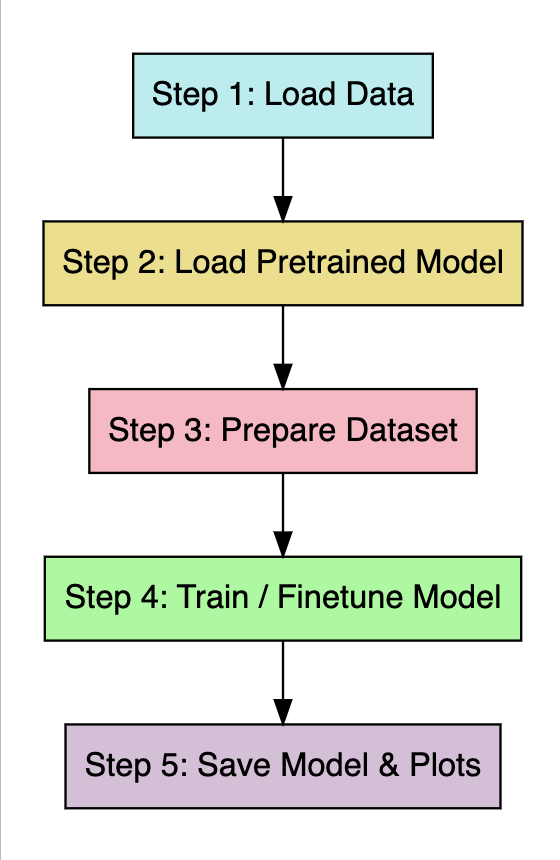 Step 1: Load Data
Step 2: Load Pretrained Model
Step 3: Prepare Dataset
Step 4: Train / Finetune Model
Step 5: Save Model & Plots